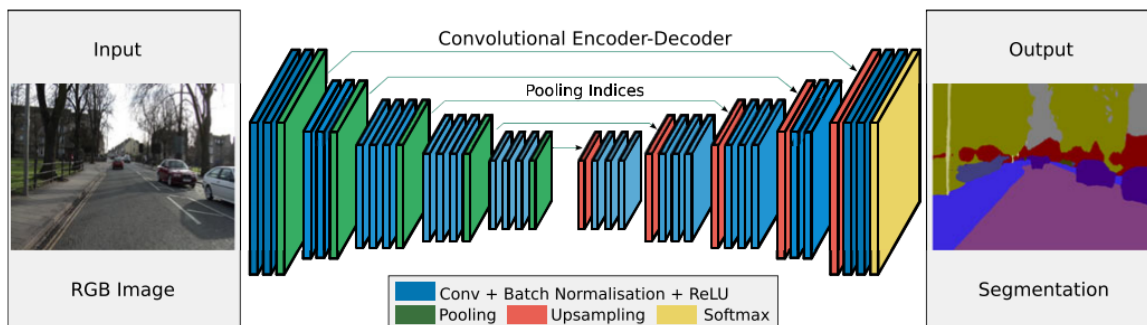 Input
Convolutional Encoder-Decoder
Output
Pooling Indices
RGB Image
Conv + Batch Normalisation + ReLU
Pooling
Upsampling
Softmax
Segmentation